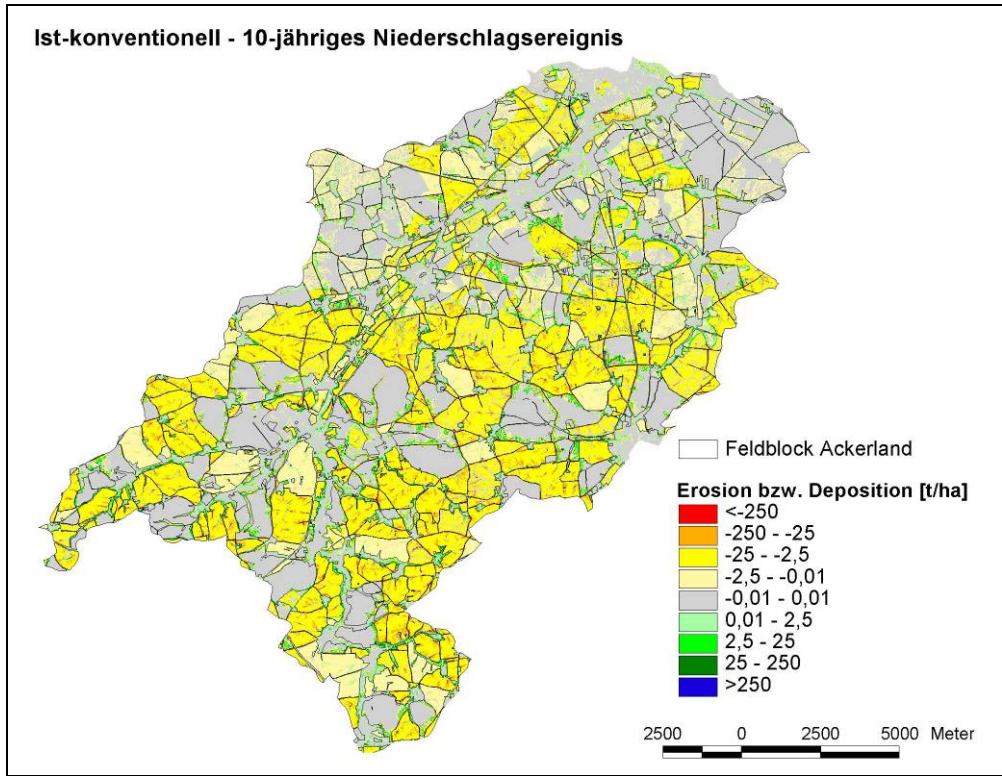 Ist-konventionell - 10-jähriges Niederschlagsereignis
Feldblock Ackerland
Erosion bzw. Deposition [t/ha]
<-250
-250 - -25
-25 - -2,5
-2,5 - -0,01
-0,01 - 0,01
0,01 - 2,5
2,5 - 25
25 - 250
>250
2500 0 2500 5000 Meter